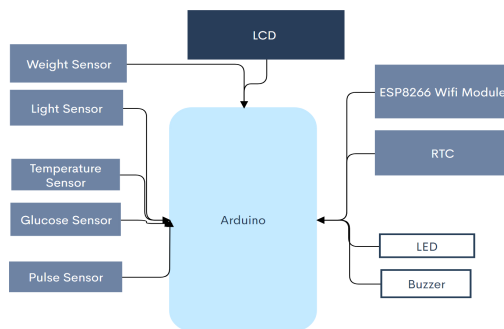 LCD
Weight Sensor
Light Sensor
Temperature
Sensor
Glucose Sensor
Pulse Sensor
Arduino
ESP8266 Wifi Module
RTC
LED
Buzzer